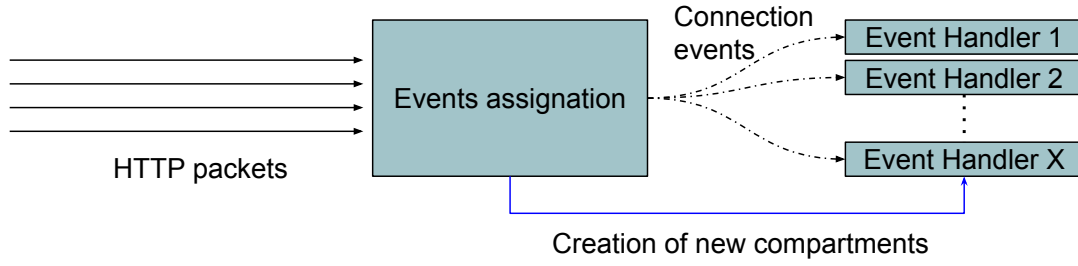 Connection
events
Event Handler 1
Event Handler 2
Events assignation
HTTP packets
Event Handler X
Creation of new compartments